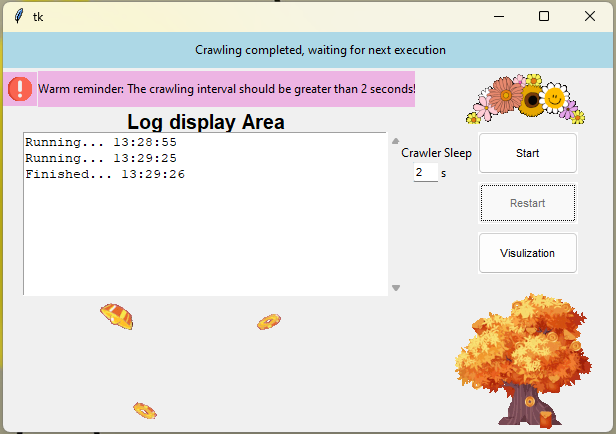 tk
Crawling completed, waiting for next execution
Warm reminder: The crawling interval should be greater than 2 seconds!
Log display Area
Running... 13:28:55
Running... 13:29:25
Finished... 13:29:26
Crawler Sleep
2 s
Start
Restart
Visulization